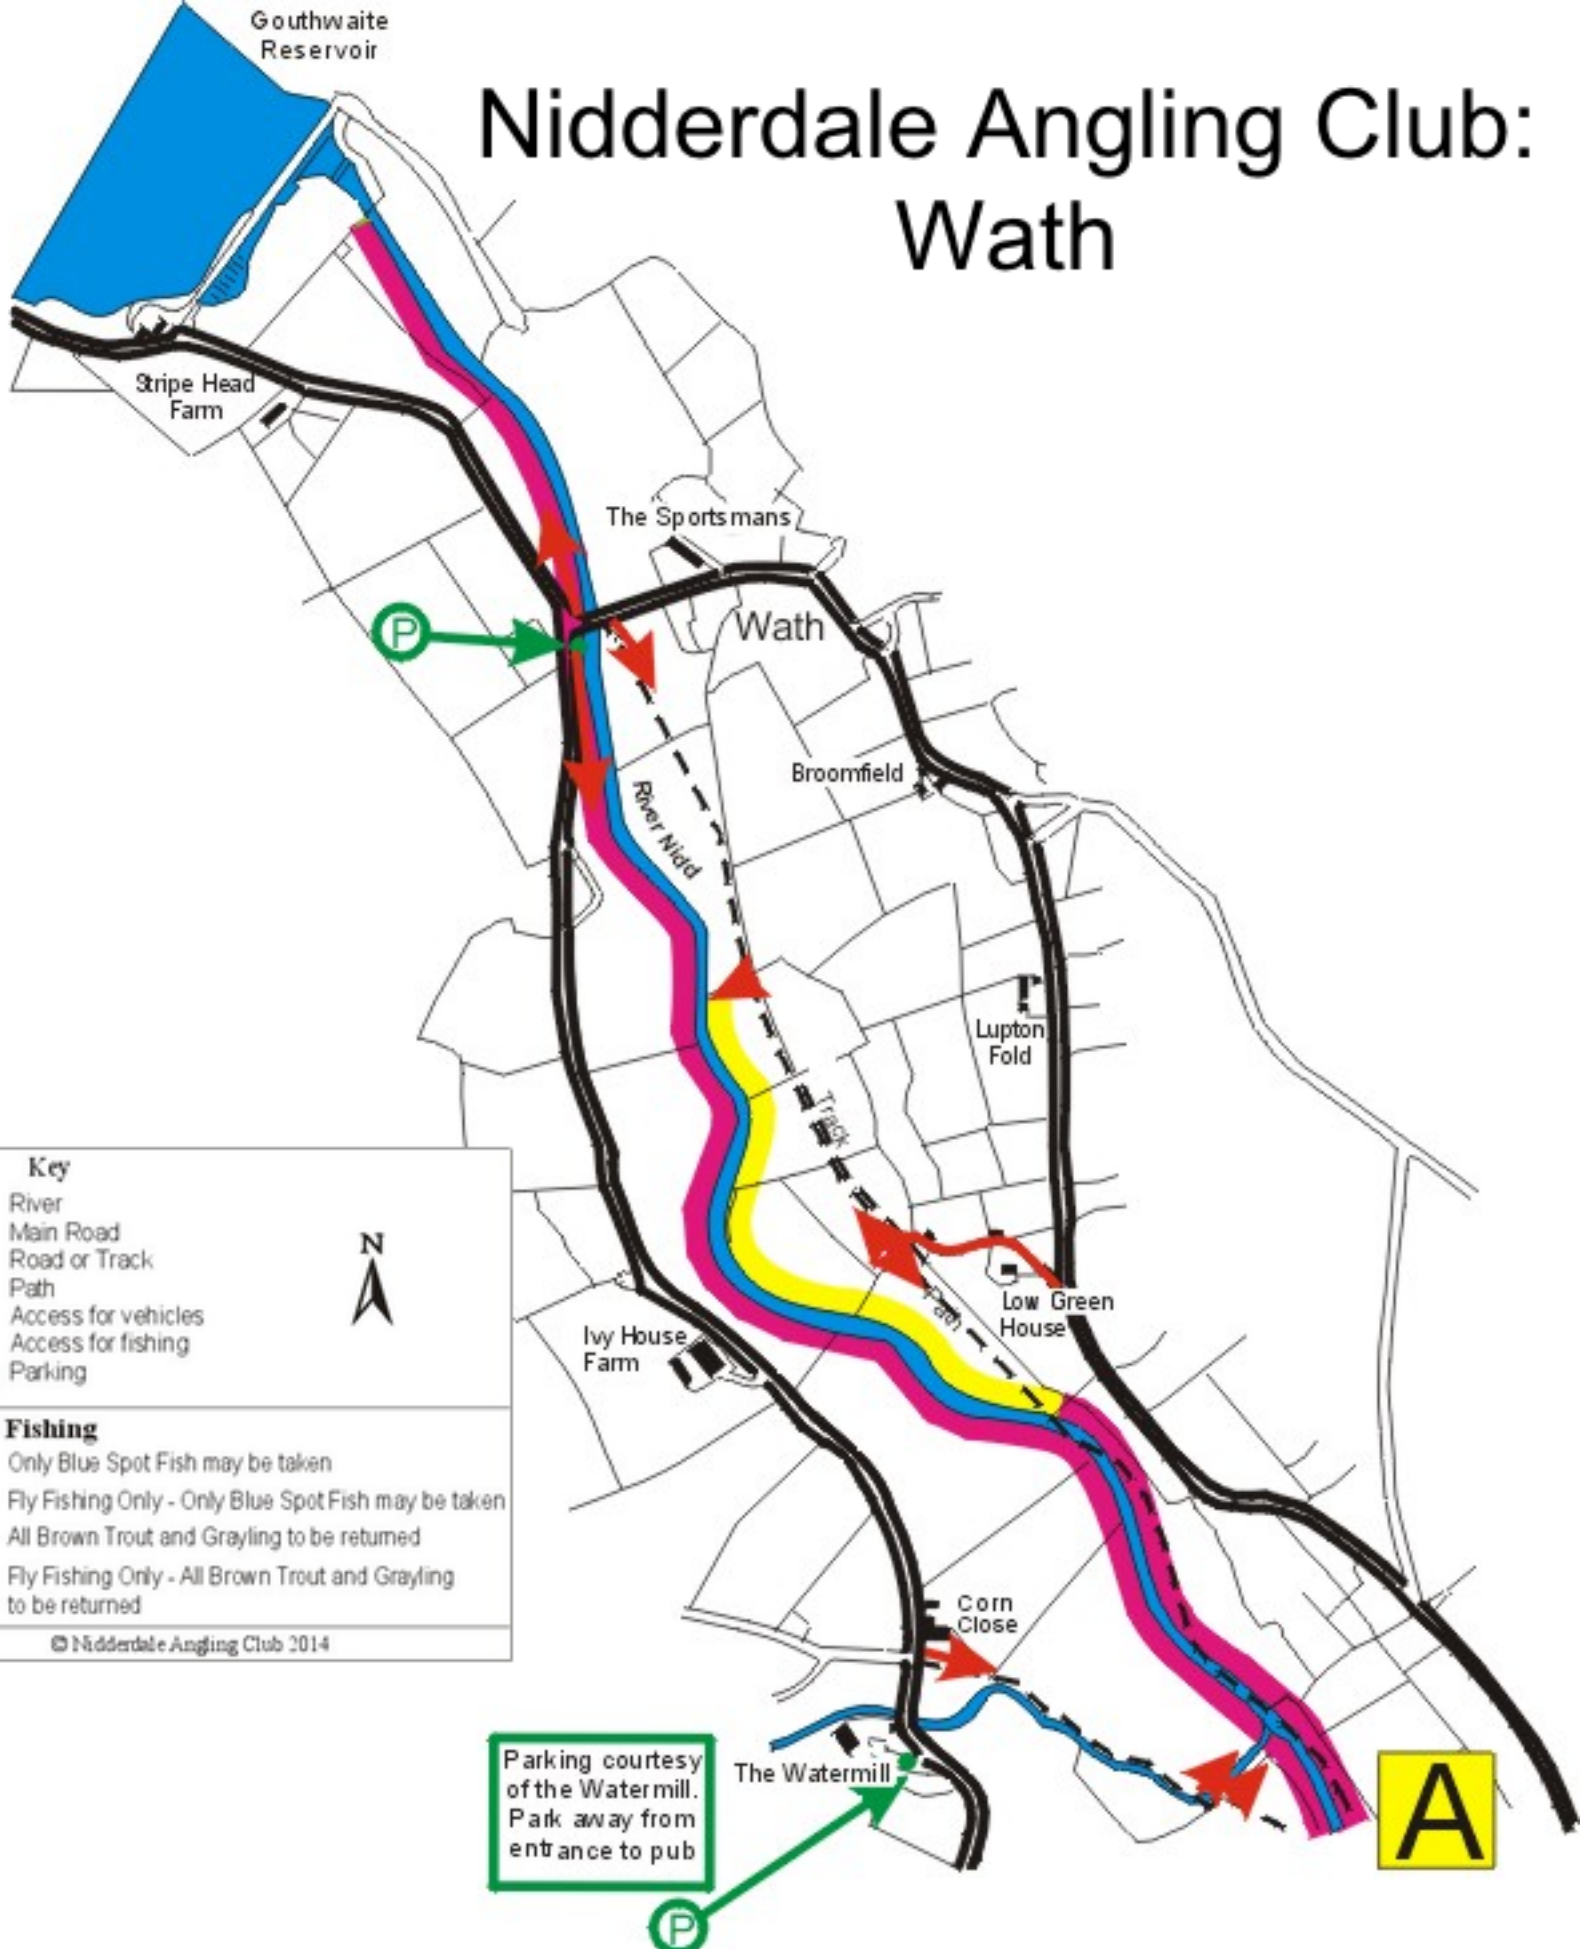 Gouthwaite
Reservoir
Nidderdale Angling Club:
Wath
Stripe Head
Farm
The Sportsmans
P
Wath
Broomfield
River Nidd
Lupton
Fold
Track
Key
River
Main Road
Road or Track
Path
Access for vehicles
Access for fishing
Parking
N
Path
Low Green
House
Ivy House
Farm
Fishing
Only Blue Spot Fish may be taken
Fly Fishing Only - Only Blue Spot Fish may be taken
All Brown Trout and Grayling to be returned
Fly Fishing Only - All Brown Trout and Grayling
to be returned
© Nidderdale Angling Club 2014
Corn
Close
Parking courtesy
of the Watermill.
Park away from
entrance to pub
The Watermill
A
P